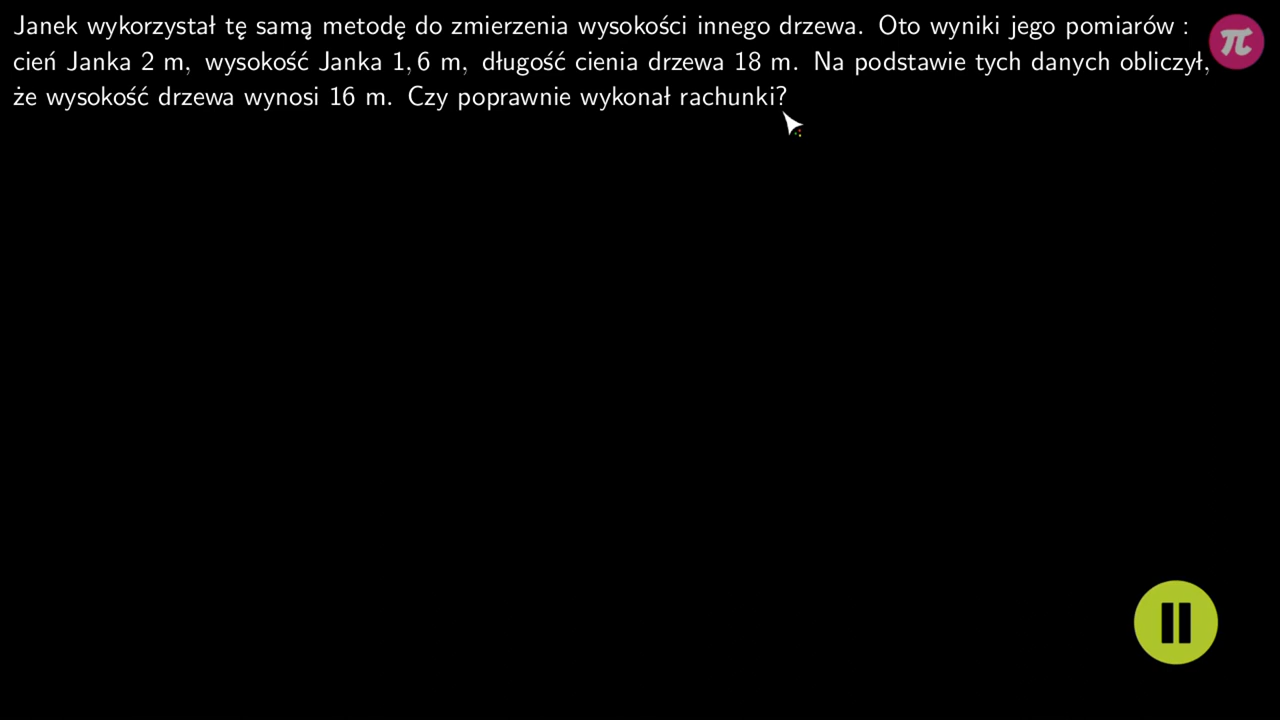 Janek wykorzystał tę samą metodę do zmierzenia wysokości innego drzewa. Oto wyniki jego pomiarów :
cień Janka 2 m, wysokość Janka 1,6 m, długość cienia drzewa 18 m. Na podstawie tych danych obliczył,
że wysokość drzewa wynosi 16 m. Czy poprawnie wykonał rachunki?
π